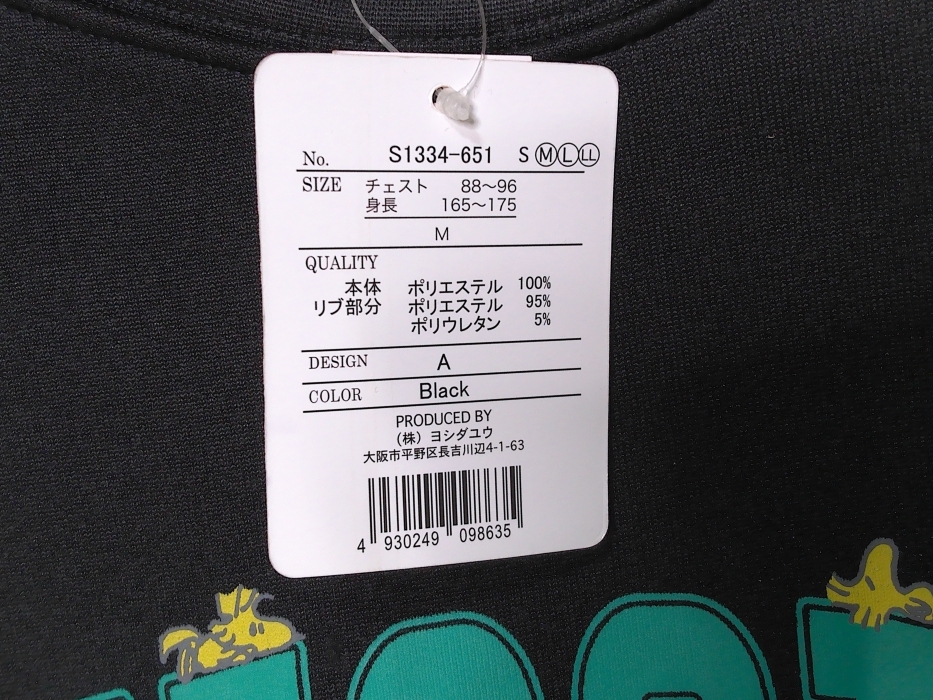 No. S1334-651 S Ⓜ Ⓛ LL
SIZE チェスト 88〜96
身長 165〜175
M
QUALITY
本体 ポリエステル 100%
リブ部分 ポリエステル 95%
ポリウレタン 5%
DESIGN A
COLOR Black
PRODUCED BY
(株) ヨシダユウ
大阪市平野区長吉川辺4-1-63
4 930249 098635